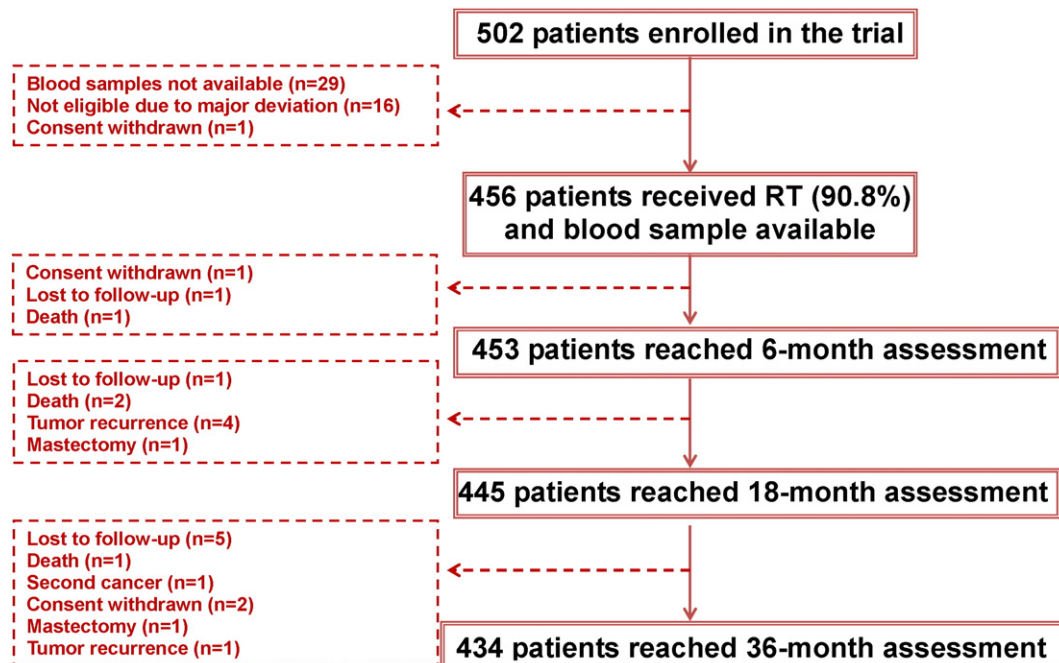 502 patients enrolled in the trial
Blood samples not available (n=29)
Not eligible due to major deviation (n=16)
Consent withdrawn (n=1)
456 patients received RT (90.8%)
and blood sample available
Consent withdrawn (n=1)
Lost to follow-up (n=1)
Death (n=1)
453 patients reached 6-month assessment
Lost to follow-up (n=1)
Death (n=2)
Tumor recurrence (n=4)
Mastectomy (n=1)
445 patients reached 18-month assessment
Lost to follow-up (n=5)
Death (n=1)
Second cancer (n=1)
Consent withdrawn (n=2)
Mastectomy (n=1)
Tumor recurrence (n=1)
434 patients reached 36-month assessment